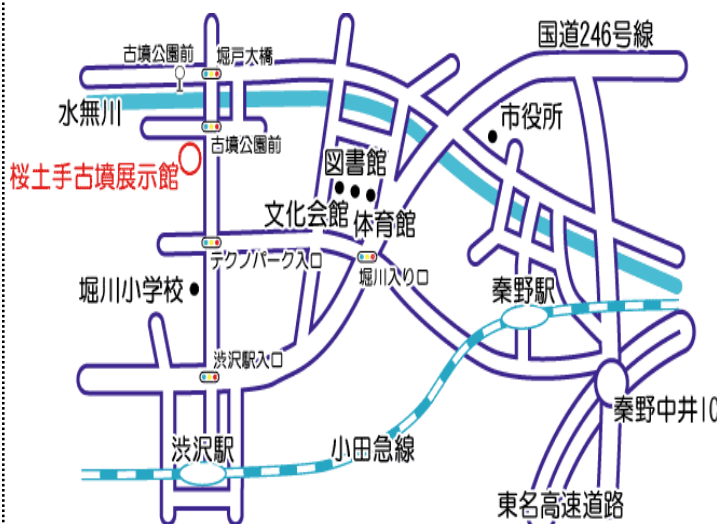 国道246号線
古墳公園前
堀戸大橋
水無川
市役所
古墳公園前
図書館
桜土手古墳展示館
文化会館
体育館
テクノパーク入口
堀川入り口
堀川小学校
秦野駅
渋沢駅入口
秦野中井IC
渋沢駅
小田急線
東名高速道路